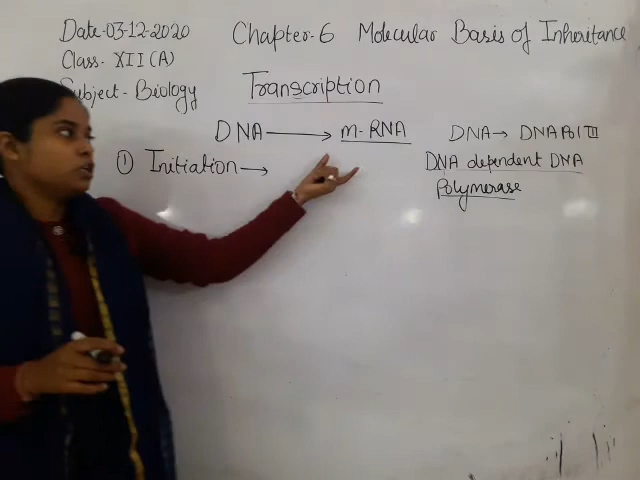 Date-03-12-2020
Chapter-6 Molecular Basis of Inheritance
Class- XII (A)
Subject- Biology
Transcription
DNA → m-RNA
DNA → DNA Pol III
① Initiation →
DNA dependent DNA
Polymerase